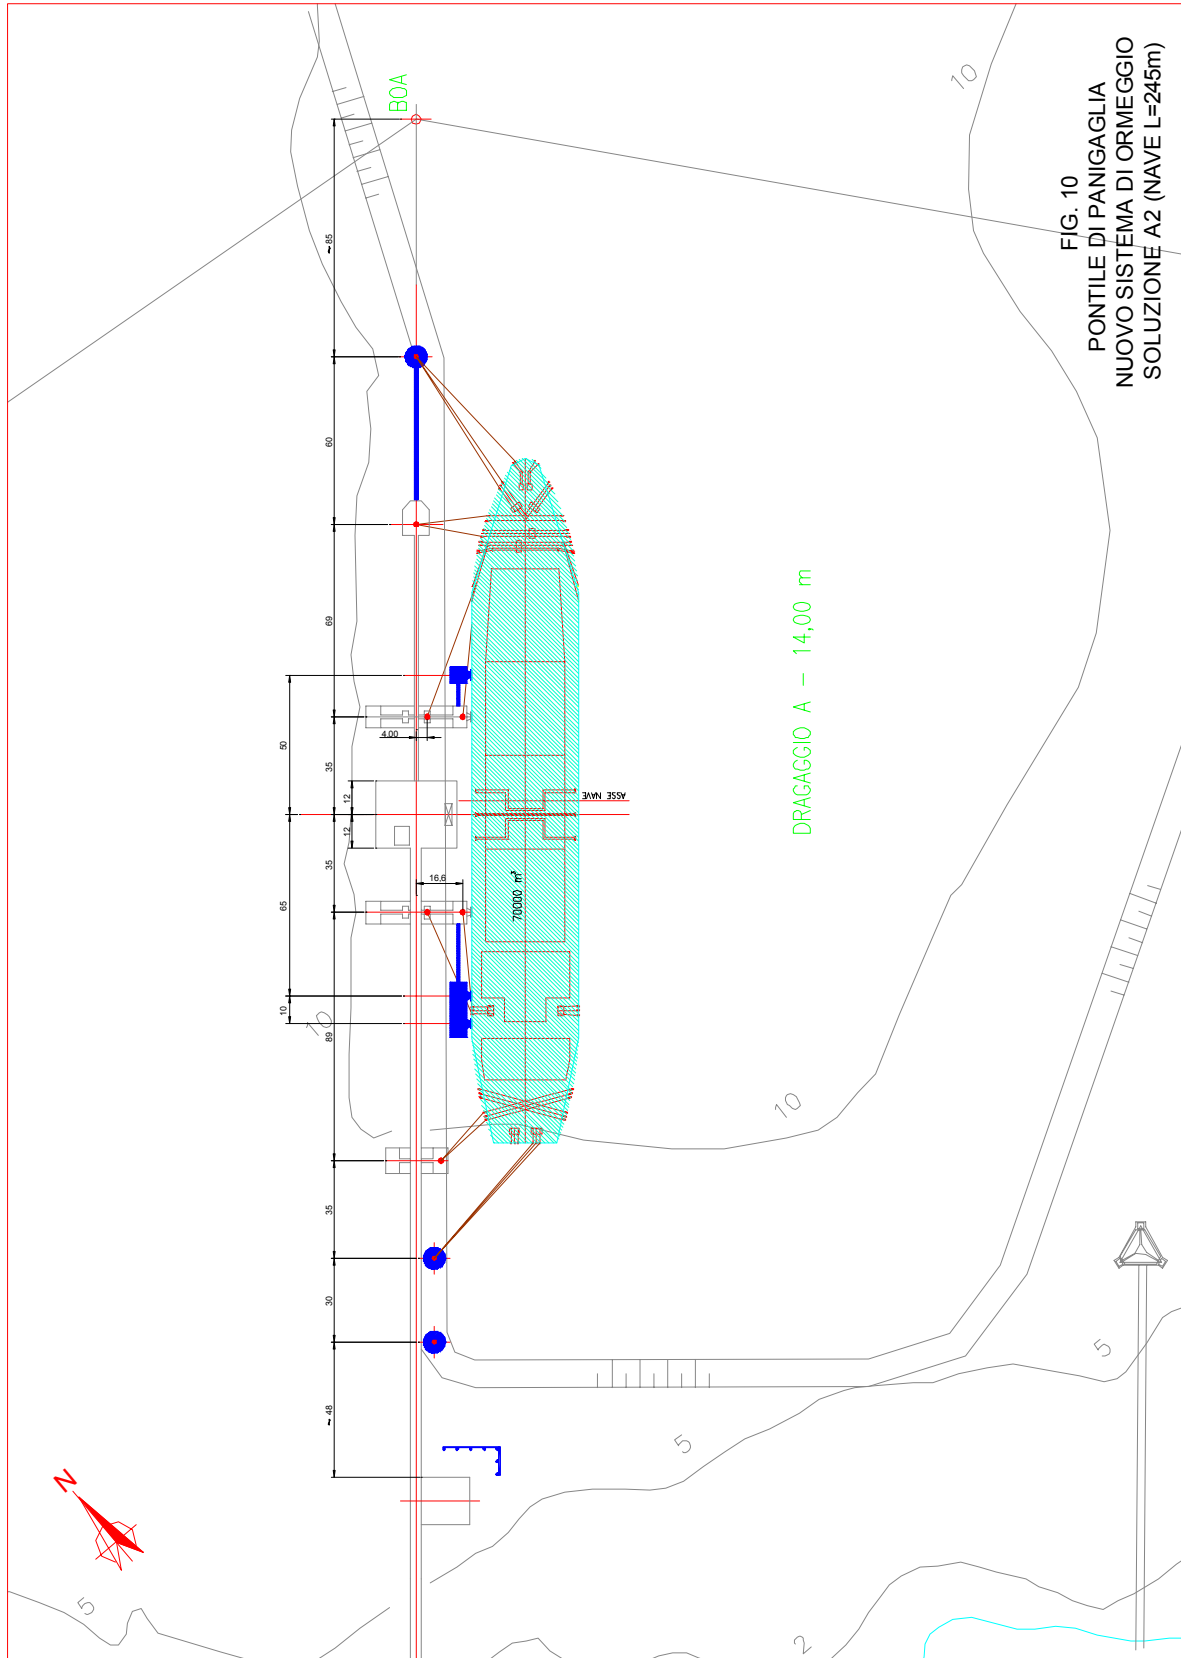 FIG. 10
PONTILE DI PANIGAGLIA
NUOVO SISTEMA DI ORMEGGIO
SOLUZIONE A2 (NAVE L=245m)
BOA
10
~85
60
69
50
35
4,00
12
12
ASSE NAVE
DRAGAGGIO A - 14,00 m
35
16,6
70000 m³
65
10
10
89
10
35
30
~48
5
5
N
5
2